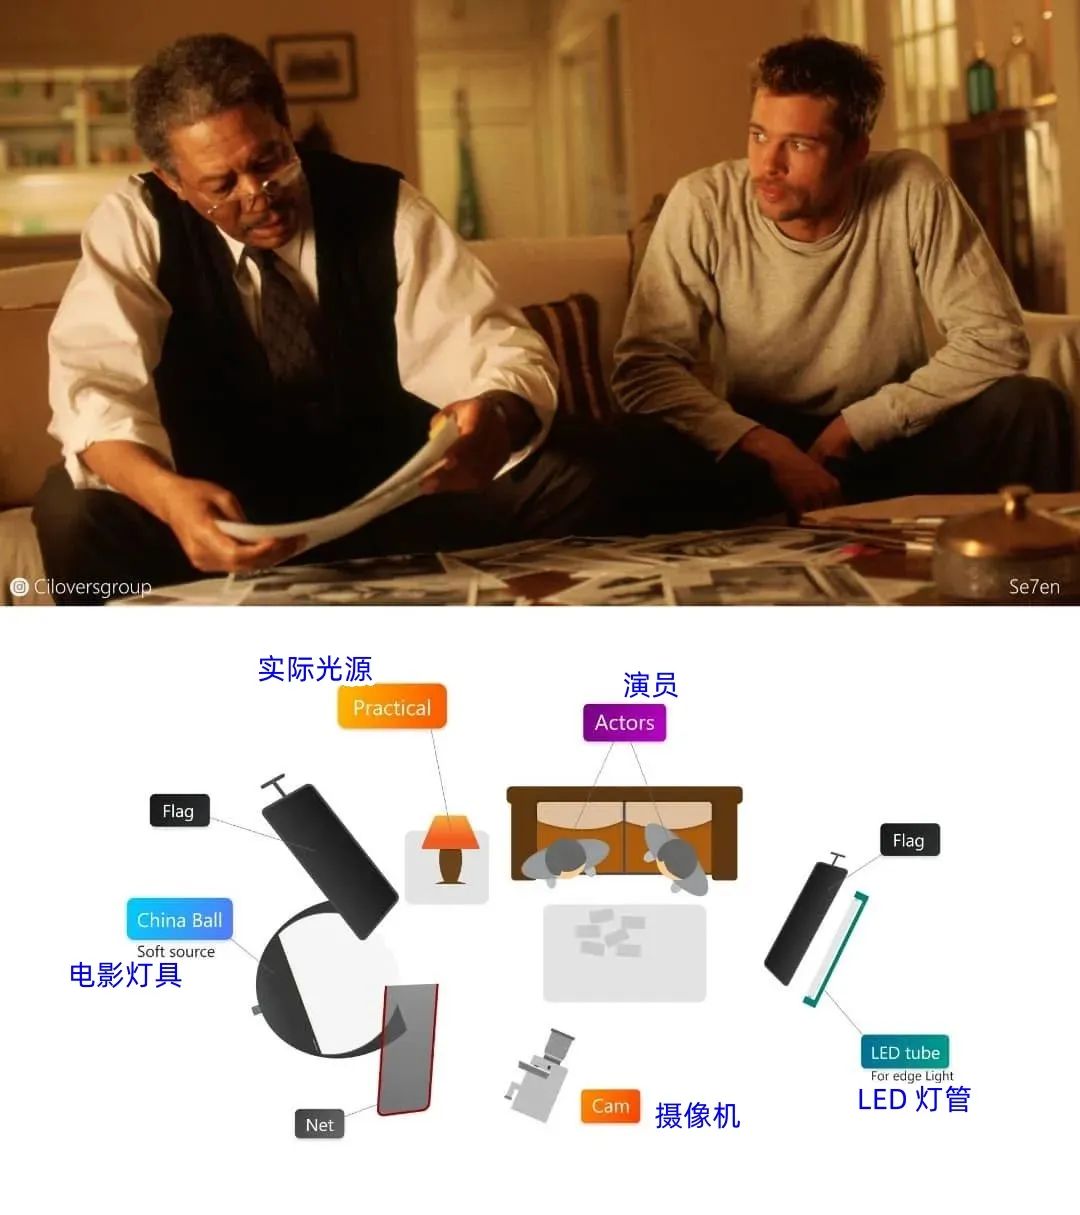 Ciloversgroup
Se7en
实际光源
Practical
演员
Actors
Flag
Flag
China Ball
Soft source
电影灯具
LED tube
For edge Light
LED 灯管
Cam
摄像机
Net